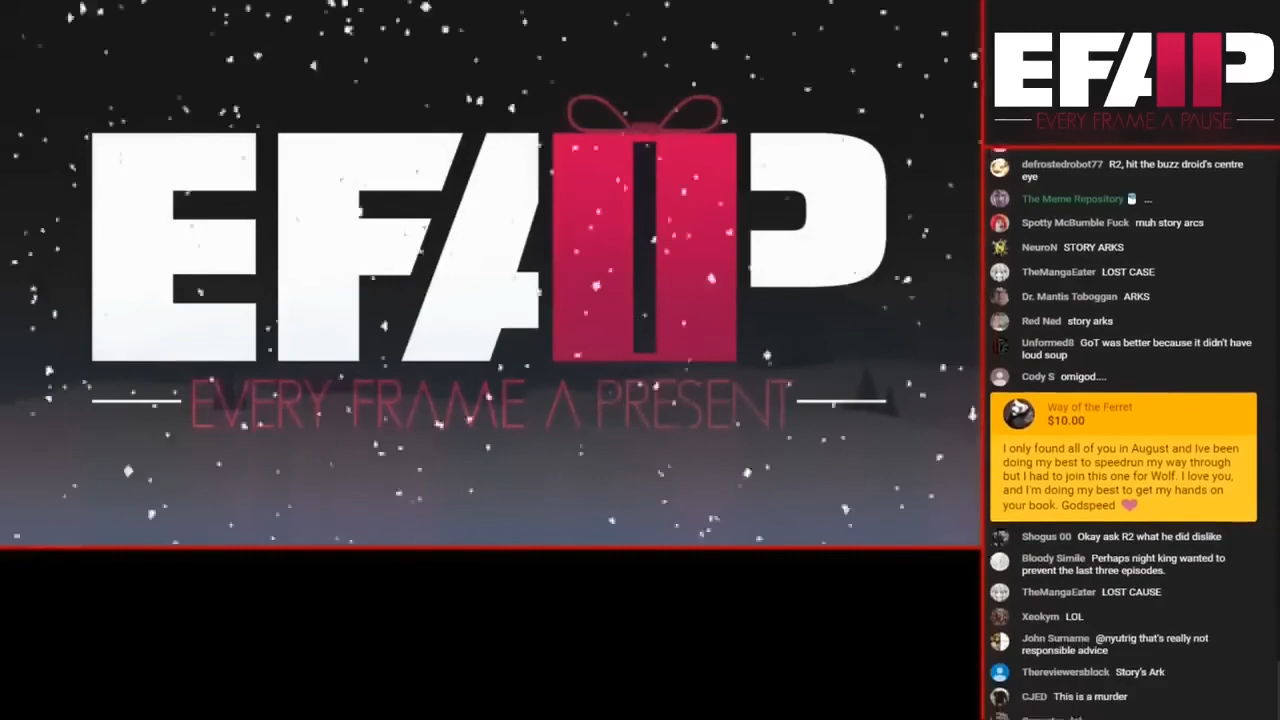 EFAP
EVERY FRAME A PRESENT
EFAP
EVERY FRAME A PAUSE
defrostedrobot77 R2, hit the buzz droid's centre
eye
The Meme Repository ...
Spotty McBumble Fuck muh story arcs
NeuroN STORY ARKS
TheMangaEater LOST CASE
Dr. Mantis Toboggan ARKS
Red Ned story arks
Unformed8 GoT was better because it didn't have
loud soup
Cody S omigod....
Way of the Ferret
$10.00
I only found all of you in August and Ive been
doing my best to speedrun my way through
but I had to join this one for Wolf. I love you,
and I'm doing my best to get my hands on
your book. Godspeed
Shogus 00 Okay ask R2 what he did dislike
Bloody Simile Perhaps night king wanted to
prevent the last three episodes.
TheMangaEater LOST CAUSE
Xeokym LOL
John Surname @nyutrig that's really not
responsible advice
Thereviewersblock Story's Ark
CJED This is a murder